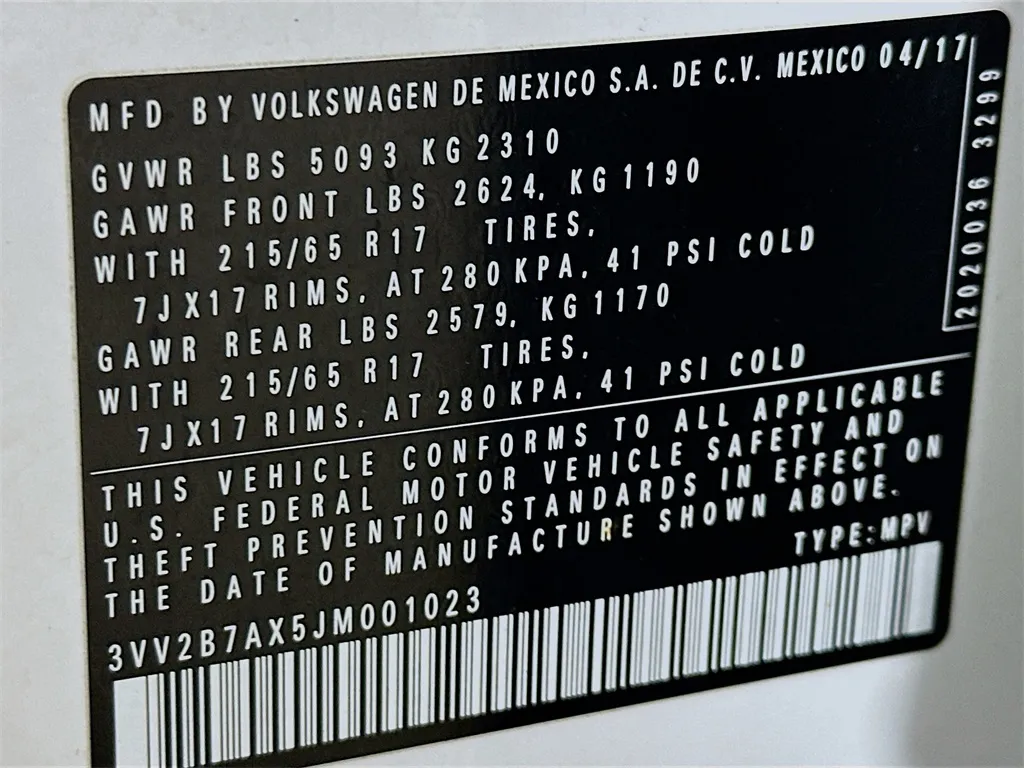 MFD BY VOLKSWAGEN DE MEXICO S.A. DE C.V. MEXICO 04/17
GVWR LBS 5093 KG 2310
GAWR FRONT LBS 2624, KG 1190
WITH 215/65 R17 TIRES,
7JX17 RIMS, AT 280 KPA, 41 PSI COLD
GAWR REAR LBS 2579, KG 1170
WITH 215/65 R17 TIRES,
7JX17 RIMS, AT 280 KPA, 41 PSI COLD
2020036 3299
THIS VEHICLE CONFORMS TO ALL APPLICABLE
U.S. FEDERAL MOTOR VEHICLE SAFETY AND
THEFT PREVENTION STANDARDS IN EFFECT ON
THE DATE OF MANUFACTURE SHOWN ABOVE.
TYPE:MPV
3VV2B7AX5JM001023